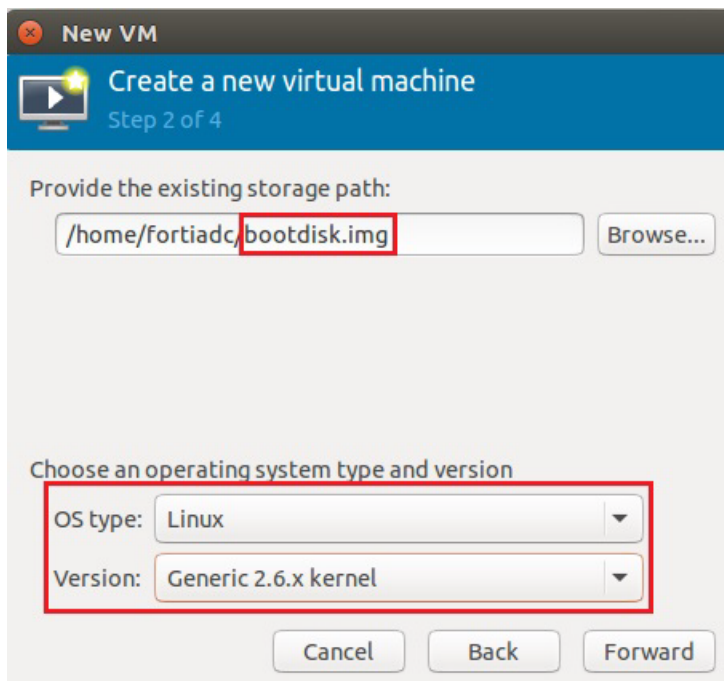 New VM
Create a new virtual machine
Step 2 of 4
Provide the existing storage path:
/home/fortiadc/bootdisk.img Browse...
Choose an operating system type and version
OS type: Linux
Version: Generic 2.6.x kernel
Cancel Back Forward